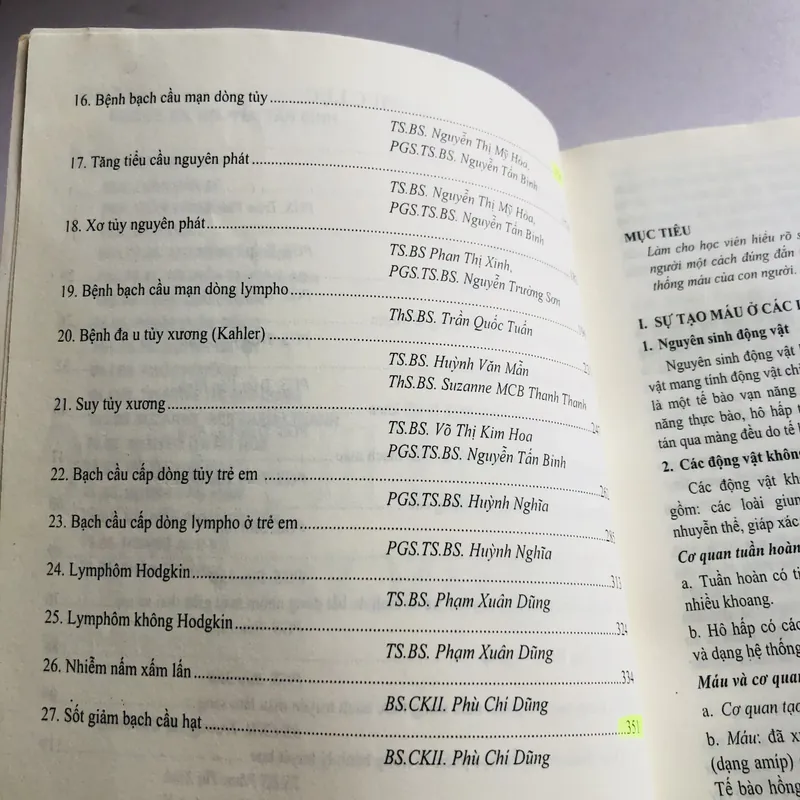 16. Bệnh bạch cầu mạn dòng tủy
TS.BS. Nguyễn Thị Mỹ Hòa,
PGS.TS.BS. Nguyễn Tấn Bỉnh
17. Tăng tiểu cầu nguyên phát
TS.BS. Nguyễn Thị Mỹ Hòa,
PGS.TS.BS. Nguyễn Tấn Bỉnh
18. Xơ tủy nguyên phát
TS.BS Phan Thị Xinh,
PGS.TS.BS. Nguyễn Trường Sơn
19. Bệnh bạch cầu mạn dòng lympho
ThS.BS. Trần Quốc Tuấn
20. Bệnh đa u tủy xương (Kahler)
TS.BS. Huỳnh Văn Mẫn
ThS.BS. Suzanne MCB Thanh Thanh
21. Suy tủy xương
TS.BS. Võ Thị Kim Hoa
PGS.TS.BS. Nguyễn Tấn Bỉnh
22. Bạch cầu cấp dòng tủy trẻ em
PGS.TS.BS. Huỳnh Nghĩa
23. Bạch cầu cấp dòng lympho ở trẻ em
PGS.TS.BS. Huỳnh Nghĩa
24. Lymphôm Hodgkin 313
TS.BS. Phạm Xuân Dũng
25. Lymphôm không Hodgkin 324
TS.BS. Phạm Xuân Dũng
26. Nhiễm nấm xấm lấn 334
BS.CKII. Phù Chí Dũng
27. Sốt giảm bạch cầu hạt 351
BS.CKII. Phù Chí Dũng
MỤC TIÊU
Làm cho học viên hiểu rõ
người một cách đúng đắn
thống máu của con người.
I. SỰ TẠO MÁU Ở CÁC
1. Nguyên sinh động vật
Nguyên sinh động vật
vật mang tính động vật
là một tế bào vạn năng
năng thực bào, hô hấp
tán qua màng đều do tế
2. Các động vật không
Các động vật
gồm: các loài giun
nhuyễn thể, giáp xác
Cơ quan tuần hoàn
a. Tuần hoàn có
nhiều khoang.
b. Hô hấp có các
và dạng hệ thống
Máu và cơ quan
a. Cơ quan tạo
b. Máu: đã
(dạng amíp)
Tế bào hồng